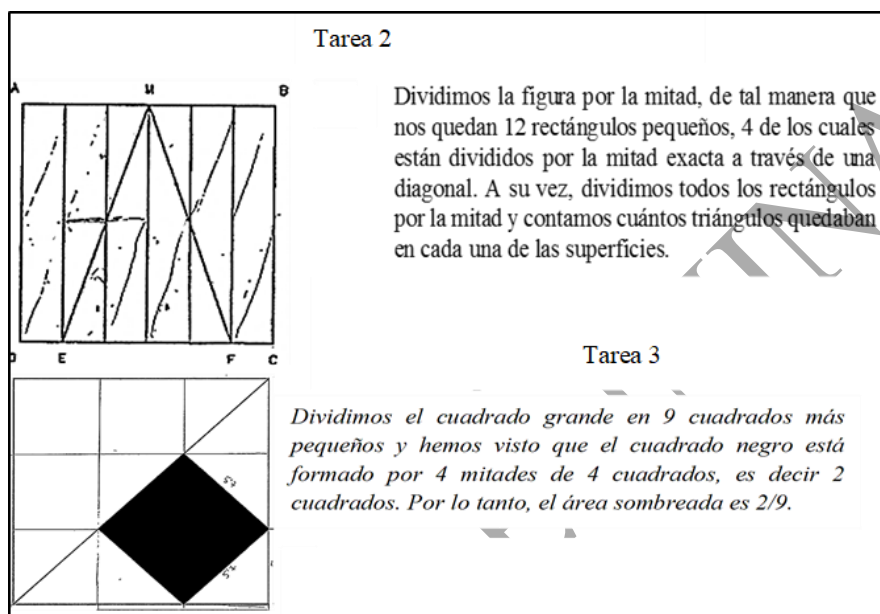 Tarea 2
A H B
Dividimos la figura por la mitad, de tal manera que
nos quedan 12 rectángulos pequeños, 4 de los cuales
están divididos por la mitad exacta a través de una
diagonal. A su vez, dividimos todos los rectángulos
por la mitad y contamos cuántos triángulos quedaban
en cada una de las superficies.
E F C
Tarea 3
Dividimos el cuadrado grande en 9 cuadrados más
pequeños y hemos visto que el cuadrado negro está
formado por 4 mitades de 4 cuadrados, es decir 2
cuadrados. Por lo tanto, el área sombreada es 2/9.